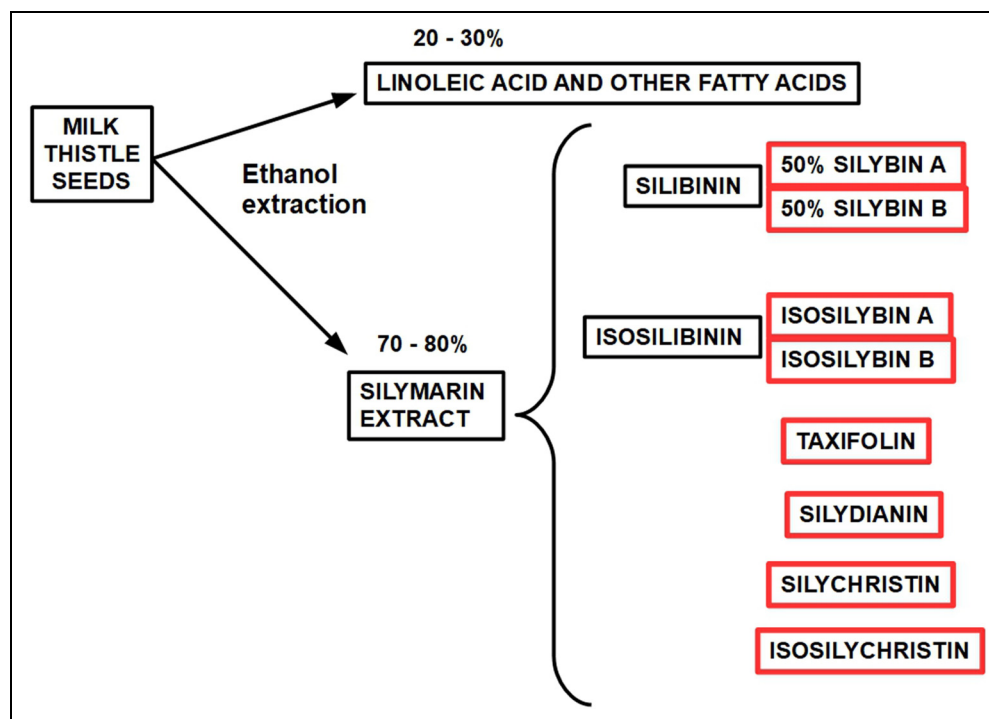 20 - 30%
LINOLEIC ACID AND OTHER FATTY ACIDS
MILK
THISTLE
SEEDS
Ethanol
extraction
70 - 80%
SILYMARIN
EXTRACT
SILIBININ
50% SILYBIN A
50% SILYBIN B
ISOSILIBININ
ISOSILYBIN A
ISOSILYBIN B
TAXIFOLIN
SILYDIANIN
SILYCHRISTIN
ISOSILYCHRISTIN